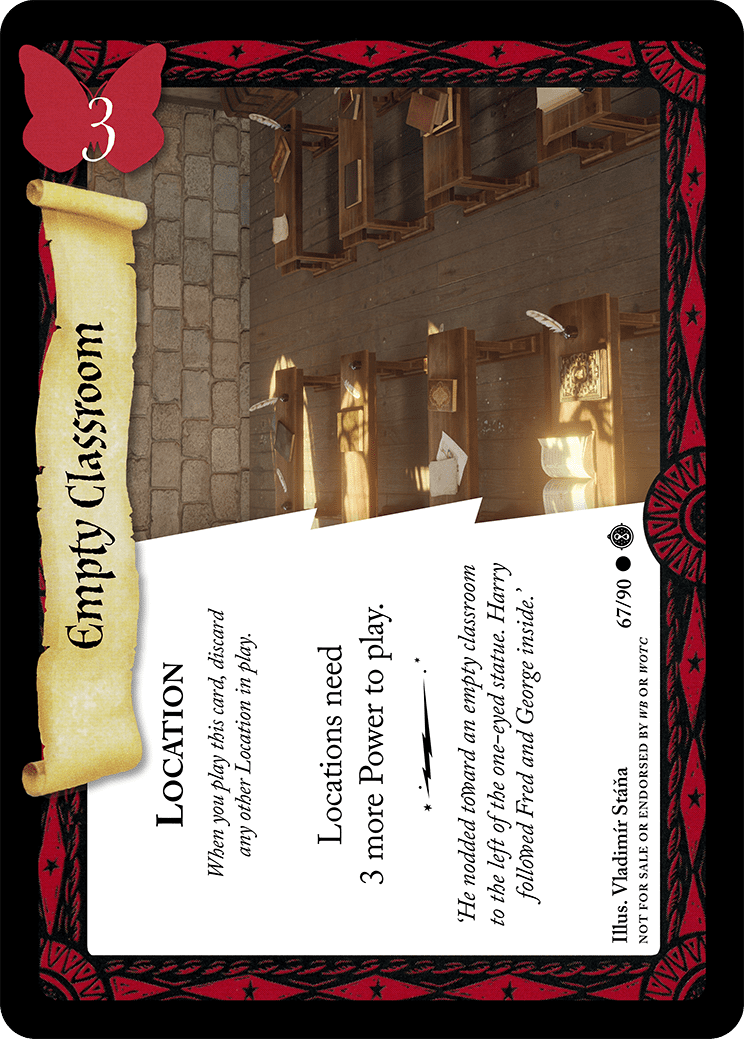 3
Empty Classroom
LOCATION
When you play this card, discard
any other Location in play.
Locations need
3 more Power to play.
‘He nodded toward an empty classroom
to the left of the one-eyed statue. Harry
followed Fred and George inside.’
Illus. Vladimír Stáňa
67/90
NOT FOR SALE OR ENDORSED BY WB OR WOTC